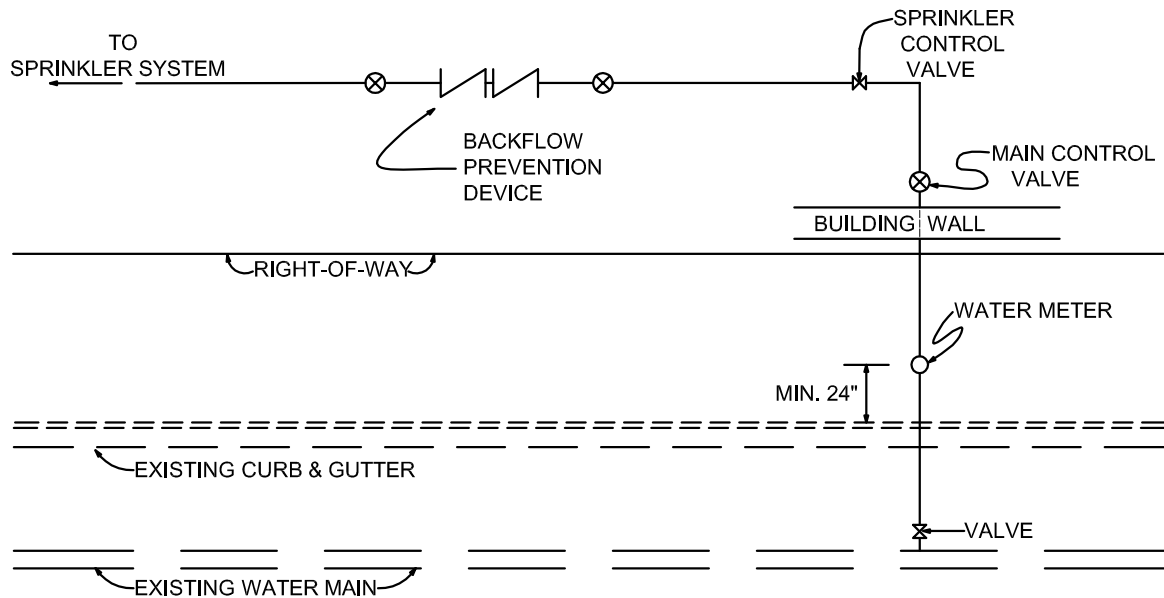 TO
SPRINKLER SYSTEM
SPRINKLER
CONTROL
VALVE
BACKFLOW
PREVENTION
DEVICE
MAIN CONTROL
VALVE
BUILDING WALL
RIGHT-OF-WAY
WATER METER
MIN. 24"
EXISTING CURB & GUTTER
VALVE
EXISTING WATER MAIN